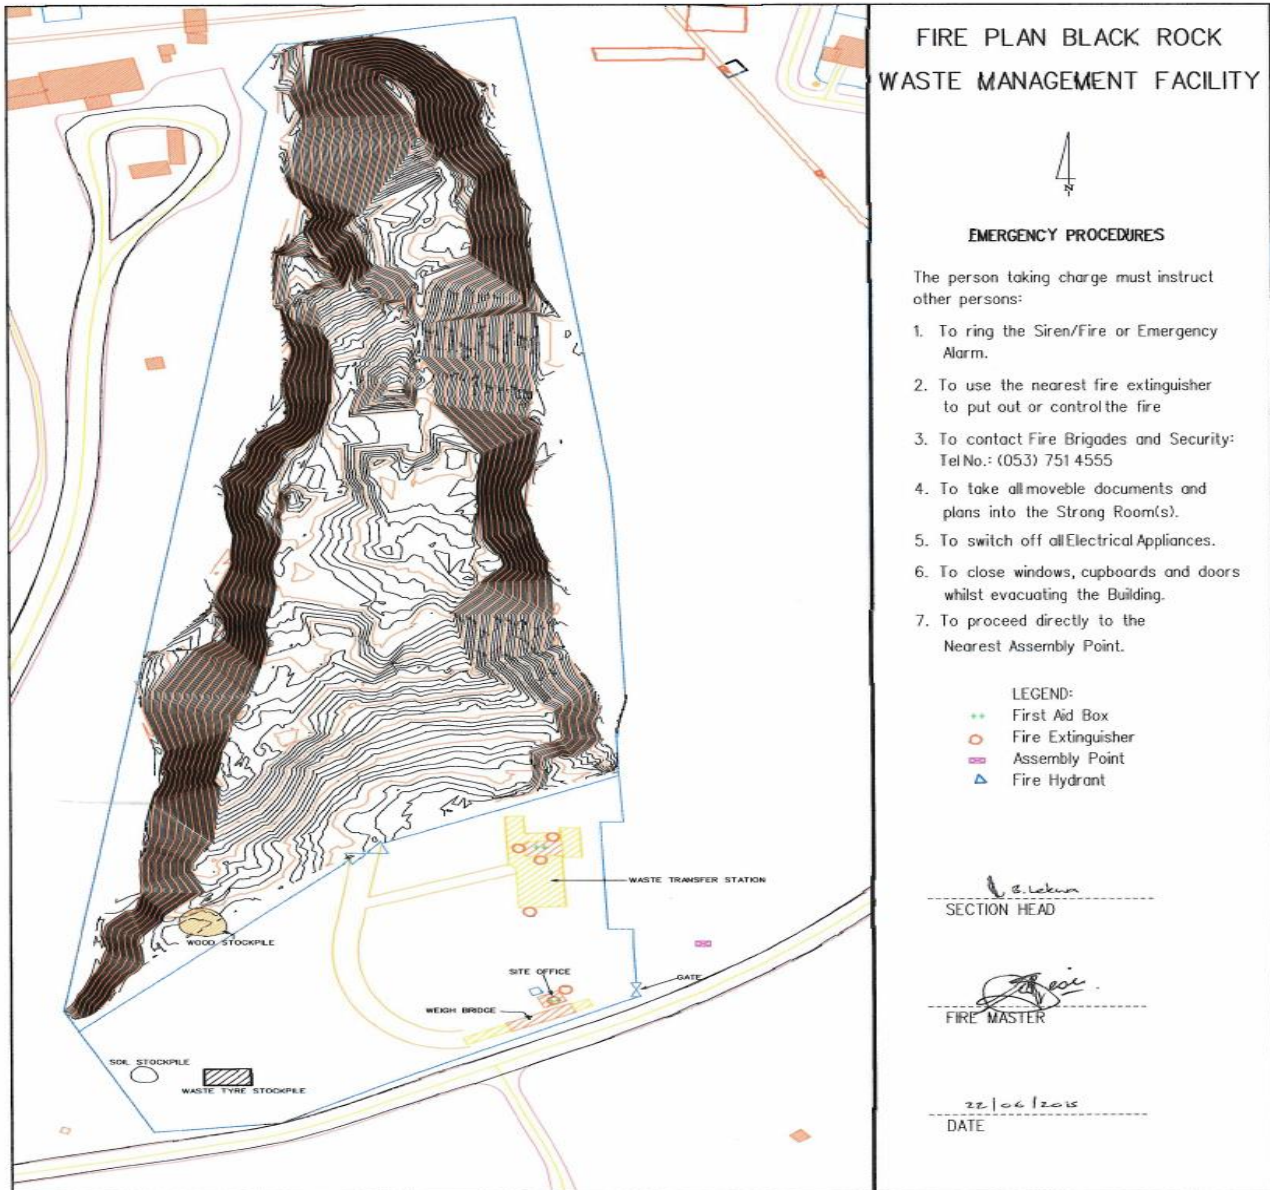 FIRE PLAN BLACK ROCK
WASTE MANAGEMENT FACILITY
N
EMERGENCY PROCEDURES
The person taking charge must instruct
other persons:
1. To ring the Siren/Fire or Emergency
Alarm.
2. To use the nearest fire extinguisher
to put out or control the fire
3. To contact Fire Brigades and Security:
Tel No.: (053) 751 4555
4. To take all moveble documents and
plans into the Strong Room(s).
5. To switch off all Electrical Appliances.
6. To close windows, cupboards and doors
whilst evacuating the Building.
7. To proceed directly to the
Nearest Assembly Point.
LEGEND:
First Aid Box
Fire Extinguisher
Assembly Point
Fire Hydrant
SECTION HEAD
FIRE MASTER
22/06/2015
DATE
WASTE TRANSFER STATION
WOOD STOCKPILE
SITE OFFICE
GATE
WEIGH BRIDGE
SOIL STOCKPILE
WASTE TYRE STOCKPILE